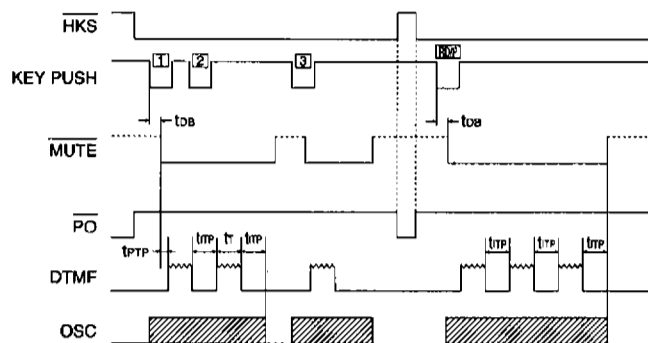 HKS
KEY PUSH
1 2 3 RD/P
tDB tDB
MUTE
PO
tPTP tITP tT tITP tITP tITP tITP
DTMF
OSC